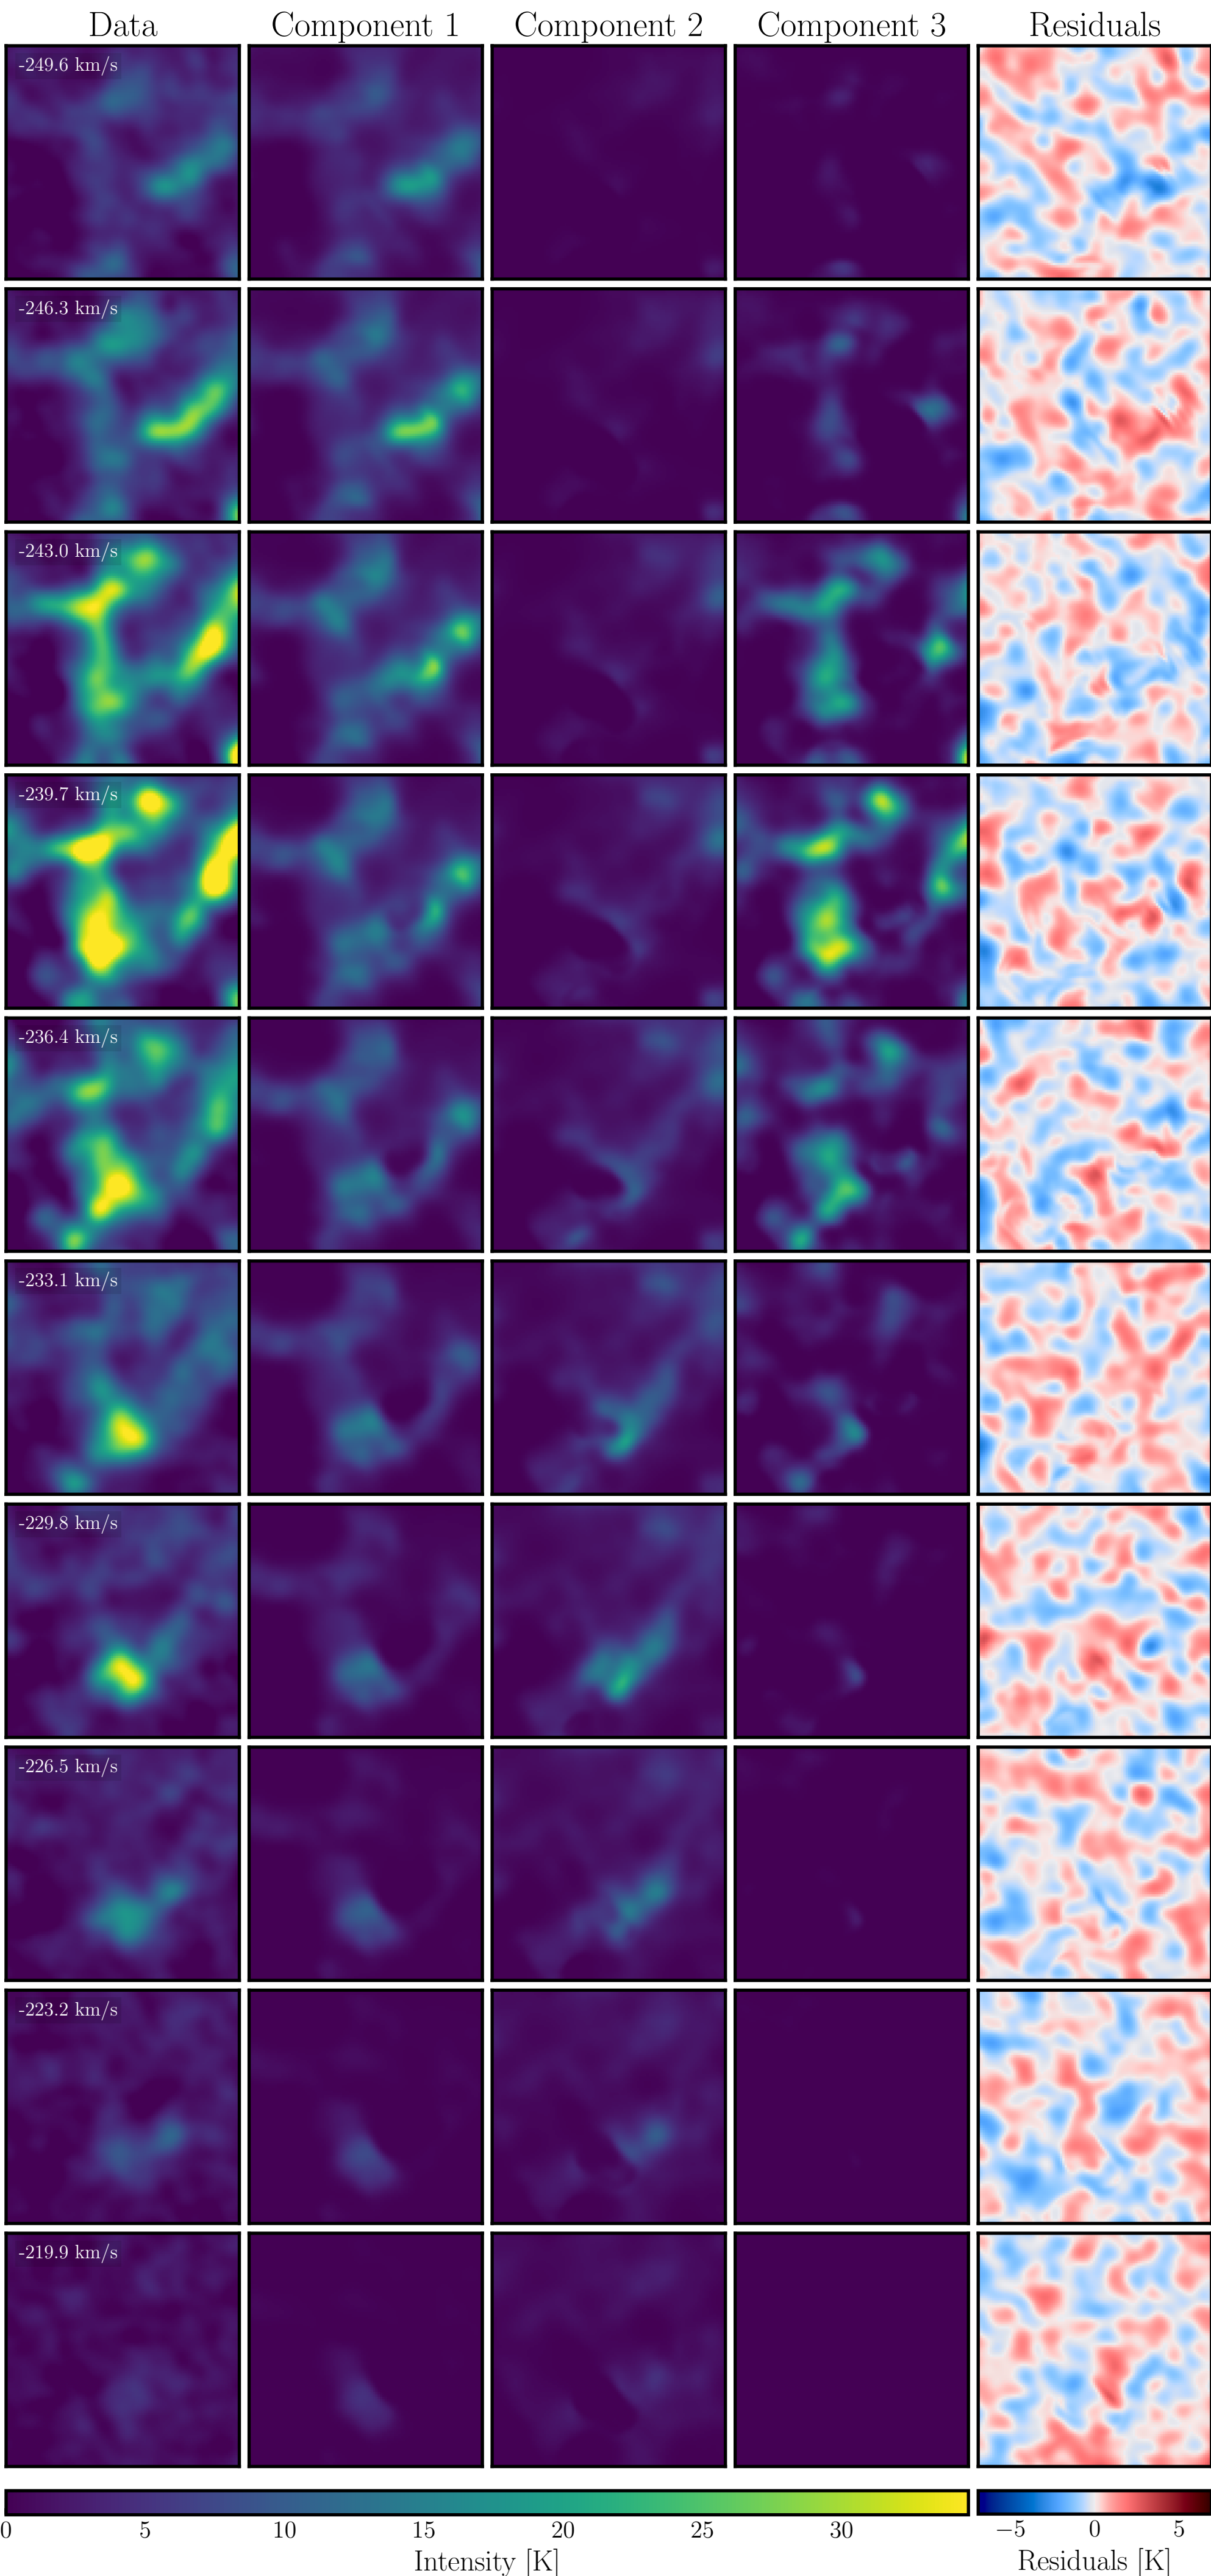 Data Component 1 Component 2 Component 3 Residuals
-249.6 km/s
-246.3 km/s
-243.0 km/s
-239.7 km/s
-236.4 km/s
-233.1 km/s
-229.8 km/s
-226.5 km/s
-223.2 km/s
-219.9 km/s
0 5 10 15 20 25 30 −5 0 5
Intensity [K] Residuals [K]